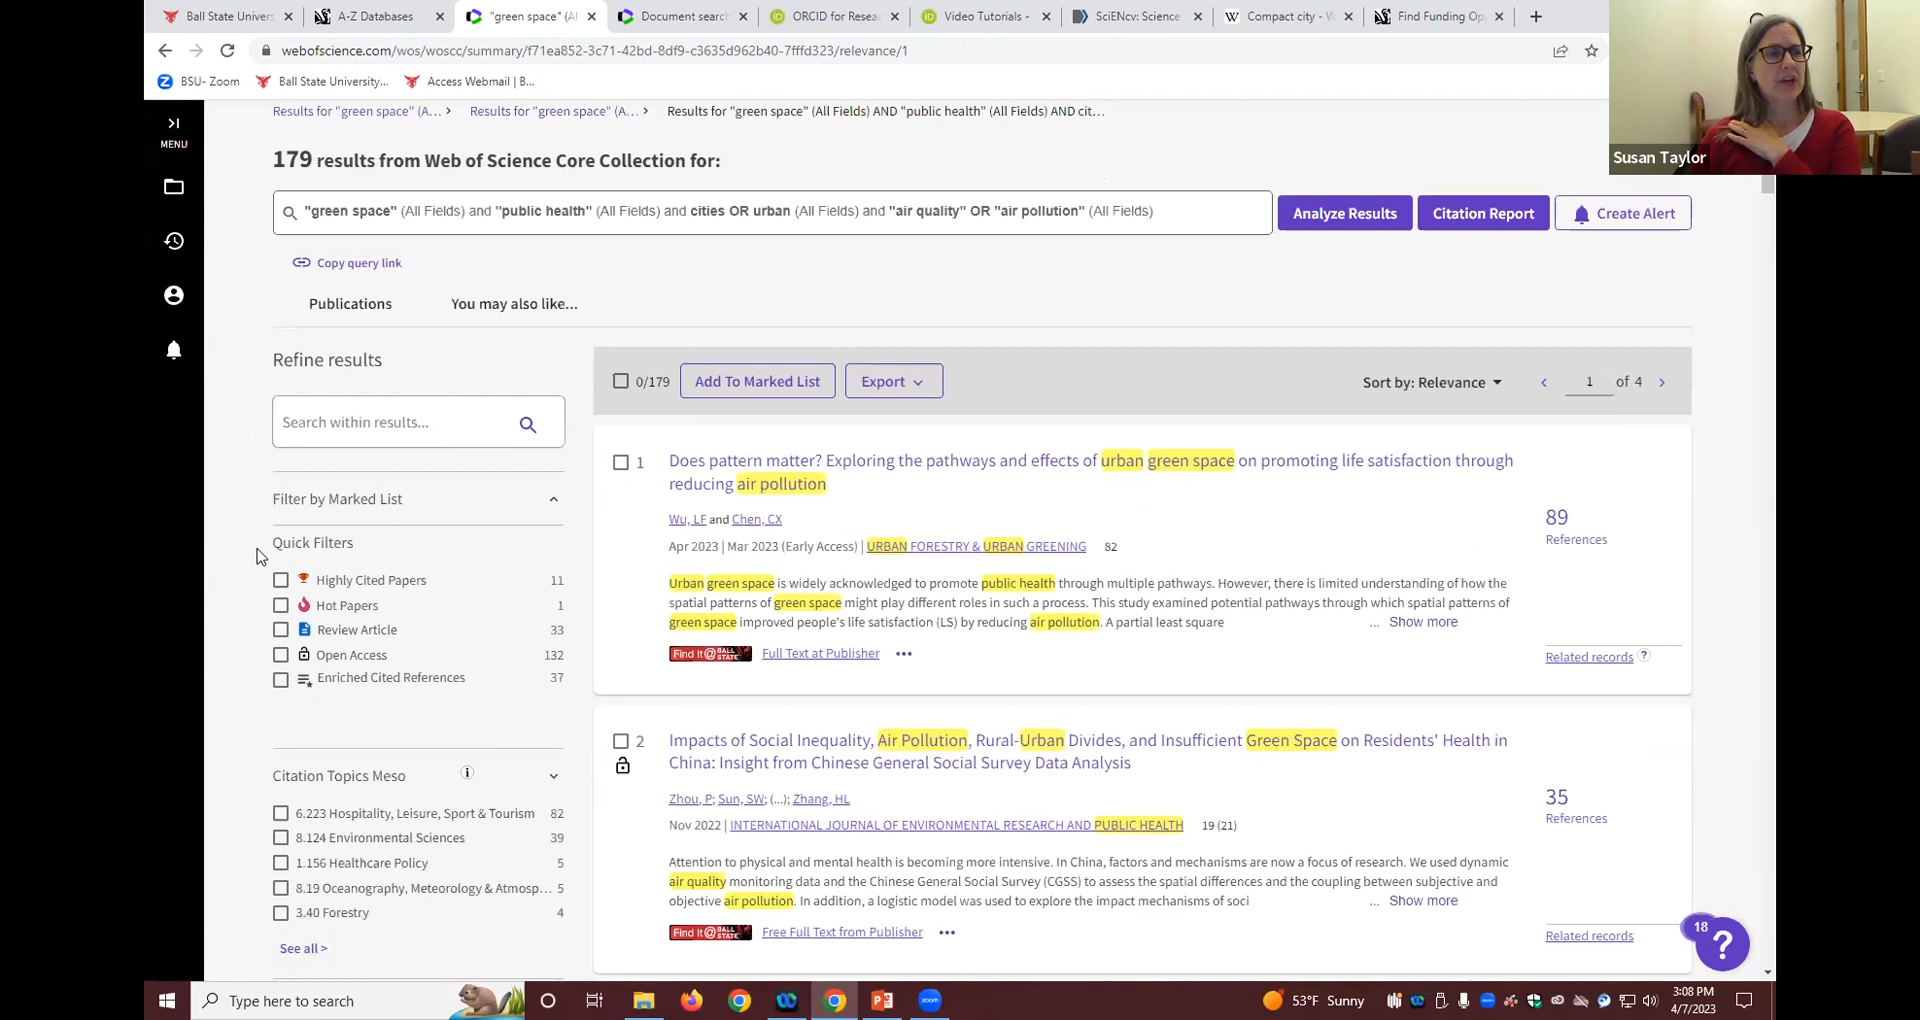 Ball State Univers
A-Z Databases
"green space" (Al
Document search
ORCID for Resea
Video Tutorials -
SciENcv: Science
Compact city - W
Find Funding Op
webofscience.com/wos/woscc/summary/f71ea852-3c71-42bd-8df9-c3635d962b40-7fffd323/relevance/1
BSU- Zoom
Ball State University...
Access Webmail | B...
Susan Taylor
MENU
Results for "green space" (A... > Results for "green space" (A... > Results for "green space" (All Fields) AND "public health" (All Fields) AND cit...
179 results from Web of Science Core Collection for:
"green space" (All Fields) and "public health" (All Fields) and cities OR urban (All Fields) and "air quality" OR "air pollution" (All Fields)
Analyze Results
Citation Report
Create Alert
Copy query link
Publications
You may also like...
Refine results
Search within results...
Filter by Marked List
Quick Filters
Highly Cited Papers 11
Hot Papers 1
Review Article 33
Open Access 132
Enriched Cited References 37
Citation Topics Meso
6.223 Hospitality, Leisure, Sport & Tourism 82
8.124 Environmental Sciences 39
1.156 Healthcare Policy 5
8.19 Oceanography, Meteorology & Atmosp... 5
3.40 Forestry 4
See all >
0/179
Add To Marked List
Export
Sort by: Relevance
1 of 4
1
Does pattern matter? Exploring the pathways and effects of urban green space on promoting life satisfaction through
reducing air pollution
Wu, LF and Chen, CX
Apr 2023 | Mar 2023 (Early Access) | URBAN FORESTRY & URBAN GREENING 82
Urban green space is widely acknowledged to promote public health through multiple pathways. However, there is limited understanding of how the
spatial patterns of green space might play different roles in such a process. This study examined potential pathways through which spatial patterns of
green space improved people's life satisfaction (LS) by reducing air pollution. A partial least square ... Show more
Find It @ BALL STATE
Full Text at Publisher
89
References
Related records
2
Impacts of Social Inequality, Air Pollution, Rural-Urban Divides, and Insufficient Green Space on Residents' Health in
China: Insight from Chinese General Social Survey Data Analysis
Zhou, P; Sun, SW; (...); Zhang, HL
Nov 2022 | INTERNATIONAL JOURNAL OF ENVIRONMENTAL RESEARCH AND PUBLIC HEALTH 19 (21)
Attention to physical and mental health is becoming more intensive. In China, factors and mechanisms are now a focus of research. We used dynamic
air quality monitoring data and the Chinese General Social Survey (CGSS) to assess the spatial differences and the coupling between subjective and
objective air pollution. In addition, a logistic model was used to explore the impact mechanisms of soci ... Show more
Find It @ BALL STATE
Free Full Text from Publisher
35
References
Related records
18
?
Type here to search
zoom
53°F Sunny
3:08 PM
4/7/2023